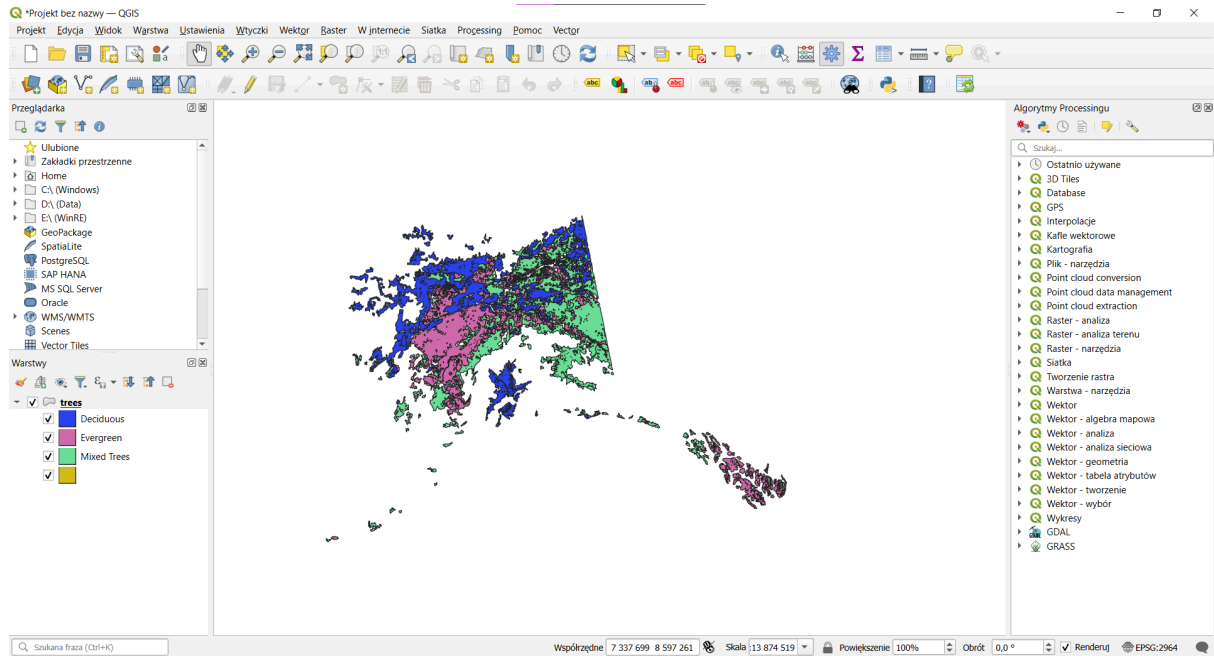 *Projekt bez nazwy — QGIS
Projekt Edycja Widok Warstwa Ustawienia Wtyczki Wektor Raster W internecie Siatka Processing Pomoc Vector
Przeglądarka
Ulubione
Zakładki przestrzenne
Home
C:\ (Windows)
D:\ (Data)
E:\ (WinRE)
GeoPackage
SpatiaLite
PostgreSQL
SAP HANA
MS SQL Server
Oracle
WMS/WMTS
Scenes
Vector Tiles
Warstwy
trees
Deciduous
Evergreen
Mixed Trees
Algorytmy Processingu
Szukaj...
Ostatnio używane
3D Tiles
Database
GPS
Interpolacje
Kafle wektorowe
Kartografia
Plik - narzędzia
Point cloud conversion
Point cloud data management
Point cloud extraction
Raster - analiza
Raster - analiza terenu
Raster - narzędzia
Siatka
Tworzenie rastra
Warstwa - narzędzia
Wektor
Wektor - algebra mapowa
Wektor - analiza
Wektor - analiza sieciowa
Wektor - geometria
Wektor - tabela atrybutów
Wektor - tworzenie
Wektor - wybór
Wykresy
GDAL
GRASS
Szukana fraza (Ctrl+K) Współrzędne 7 337 699 8 597 261 Skala :13 874 519 Powiększenie 100% Obrót 0,0 ° Renderuj EPSG:2964